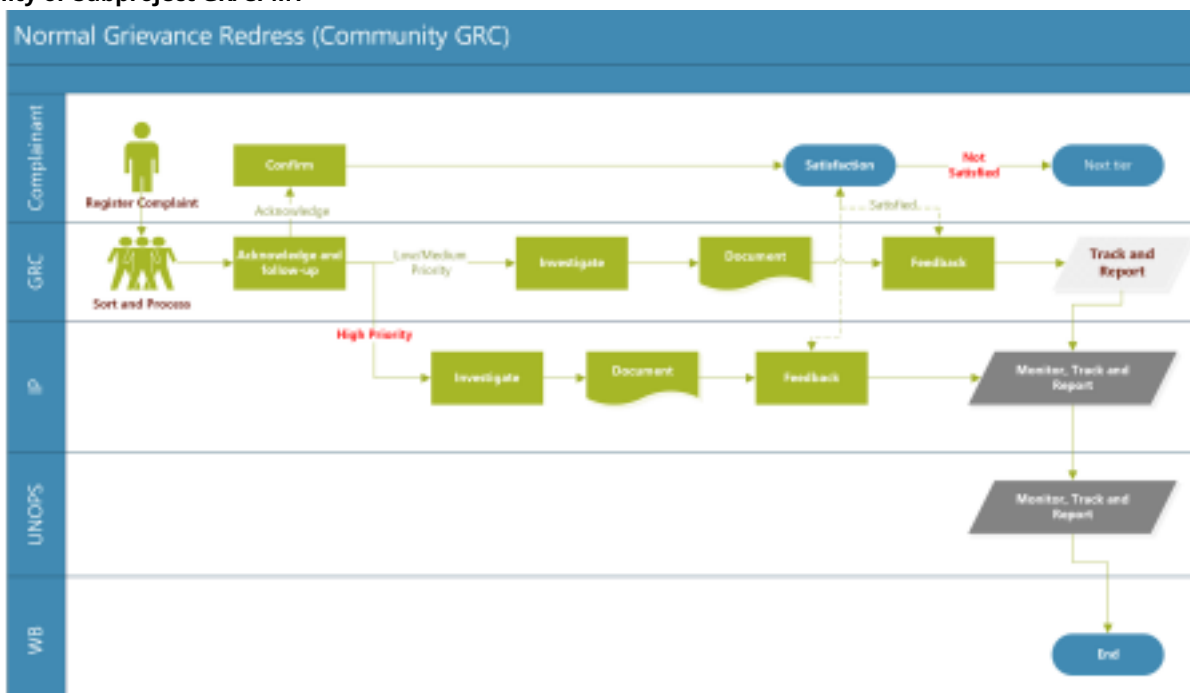 Normal Grievance Redress (Community GRC)
Complainant
Register Complaint
Confirm
Acknowledge
Satisfaction
Not
Satisfied
Next tier
Satisfied
GRC
Sort and Process
Acknowledge and
follow-up
Low/Medium
Priority
Investigate
Document
Feedback
Track and
Report
High Priority
IP
Investigate
Document
Feedback
Monitor, Track and
Report
UNOPS
Monitor, Track and
Report
WB
End